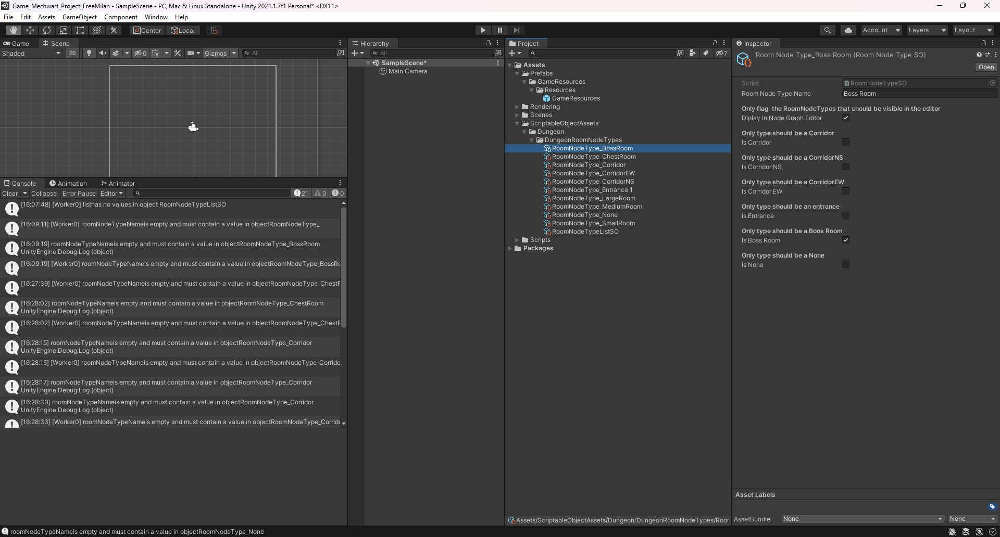 Game_Mechwart_Project_FreeMilán - SampleScene - PC, Mac & Linux Standalone - Unity 2021.1.7f1 Personal* <DX11>
File Edit Assets GameObject Component Window Help
Center Local
Account Layers Layout
Game Scene
Shaded 2D 0 Gizmos All
Console Animation Animator
Clear Collapse Error Pause Editor 21 0 0
[16:07:48] [Worker0] listhas no values in object RoomNodeTypeListSO
[16:09:11] [Worker0] roomNodeTypeNameis empty and must contain a value in objectRoomNodeType_
[16:09:19] roomNodeTypeNameis empty and must contain a value in objectRoomNodeType_BossRoom
UnityEngine.Debug:Log (object)
[16:09:19] [Worker0] roomNodeTypeNameis empty and must contain a value in objectRoomNodeType_BossRo
[16:27:39] [Worker0] roomNodeTypeNameis empty and must contain a value in objectRoomNodeType_ChestR
[16:28:02] roomNodeTypeNameis empty and must contain a value in objectRoomNodeType_ChestRoom
UnityEngine.Debug:Log (object)
[16:28:02] [Worker0] roomNodeTypeNameis empty and must contain a value in objectRoomNodeType_ChestR
[16:28:15] roomNodeTypeNameis empty and must contain a value in objectRoomNodeType_Corridor
UnityEngine.Debug:Log (object)
[16:28:15] [Worker0] roomNodeTypeNameis empty and must contain a value in objectRoomNodeType_Corrido
[16:28:17] roomNodeTypeNameis empty and must contain a value in objectRoomNodeType_Corridor
UnityEngine.Debug:Log (object)
[16:28:33] roomNodeTypeNameis empty and must contain a value in objectRoomNodeType_Corridor
UnityEngine.Debug:Log (object)
[16:28:33] [Worker0] roomNodeTypeNameis empty and must contain a value in objectRoomNodeType_Corrido
Hierarchy
All
SampleScene*
Main Camera
Project
7
Assets
Prefabs
GameResources
Resources
GameResources
Rendering
Scenes
ScriptableObjectAssets
Dungeon
DungeonRoomNodeTypes
RoomNodeType_BossRoom
RoomNodeType_ChestRoom
RoomNodeType_Corridor
RoomNodeType_CorridorEW
RoomNodeType_CorridorNS
RoomNodeType_Entrance 1
RoomNodeType_LargeRoom
RoomNodeType_MediumRoom
RoomNodeType_None
RoomNodeType_SmallRoom
RoomNodeTypeListSO
Scripts
Packages
Assets/ScriptableObjectAssets/Dungeon/DungeonRoomNodeTypes/Roor
Inspector
Room Node Type_Boss Room (Room Node Type SO)
Open
Script RoomNodeTypeSO
Room Node Type Name Boss Room
Only flag the RoomNodeTypes that should be visible in the editor
Diplay In Node Graph Editor
Only type should be a Corridor
Is Corridor
Only type should be a CorridorNS
Is Corridor NS
Only type should be a CorridorEW
Is Corridor EW
Only type should be an entrance
Is Entrance
Only type should be a Boos Room
Is Boss Room
Only type should be a None
Is None
Asset Labels
AssetBundle None None
roomNodeTypeNameis empty and must contain a value in objectRoomNodeType_None